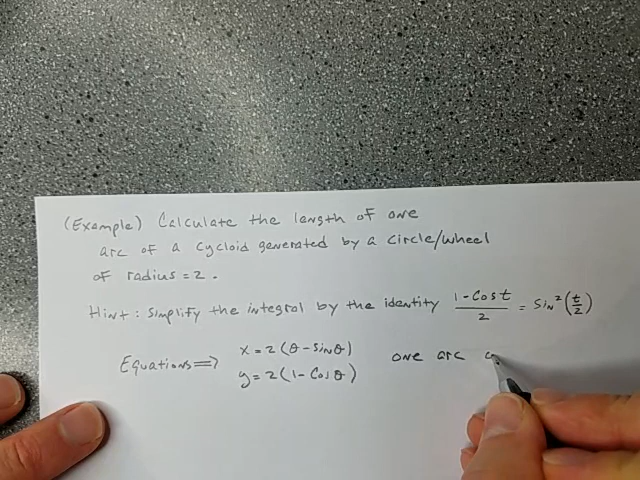 (Example) Calculate the length of one
arc of a cycloid generated by a circle/wheel
of radius = 2.
Hint: Simplify the integral by the identity (1-Cos t)/2 = Sin²(t/2)
Equations ⟹ x = 2(θ - sinθ)
y = 2(1 - Cosθ)
one arc